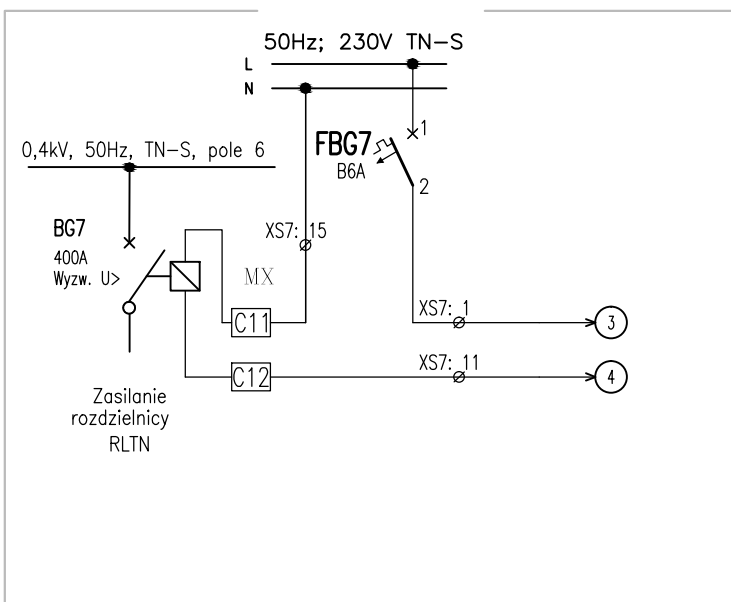 50Hz; 230V TN-S
L
N
FBG7
B6A
1
2
0,4kV, 50Hz, TN-S, pole 6
BG7
400A
Wyzw. U>
XS7: 15
MX
C11
XS7: 1
3
C12
XS7: 11
4
Zasilanie
rozdzielnicy
RLTN